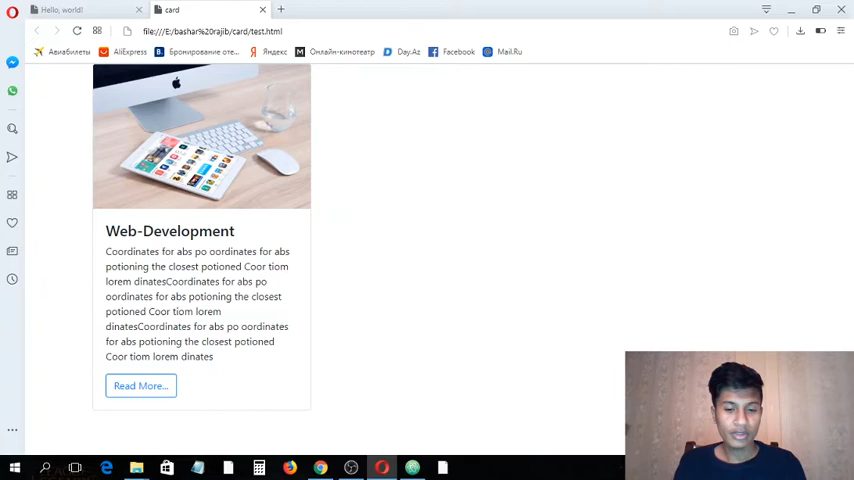 Hello, world!
card
file:///E:/bashar%20rajib/card/test.html
Авиабилеты
AliExpress
Бронирование оте...
Яндекс
Онлайн-кинотеатр
Day.Az
Facebook
Mail.Ru
Web-Development
Coordinates for abs po oordinates for abs
potioning the closest potioned Coor tiom
lorem dinatesCoordinates for abs po
oordinates for abs potioning the closest
potioned Coor tiom lorem
dinatesCoordinates for abs po oordinates
for abs potioning the closest potioned
Coor tiom lorem dinates
Read More...